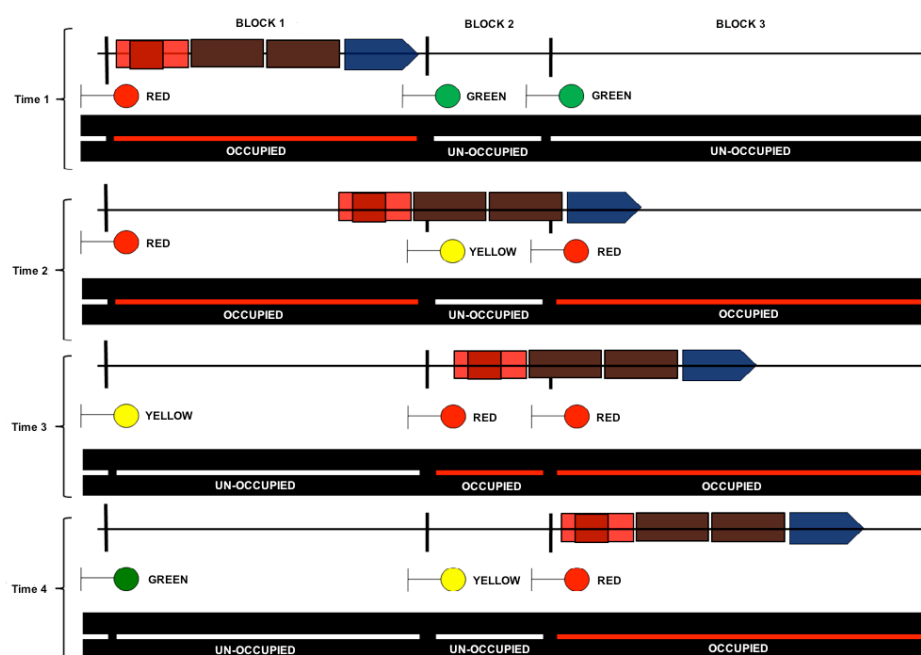 BLOCK 1 BLOCK 2 BLOCK 3
Time 1
RED GREEN GREEN
OCCUPIED UN-OCCUPIED UN-OCCUPIED
Time 2
RED YELLOW RED
OCCUPIED UN-OCCUPIED OCCUPIED
Time 3
YELLOW RED RED
UN-OCCUPIED OCCUPIED OCCUPIED
Time 4
GREEN YELLOW RED
UN-OCCUPIED UN-OCCUPIED OCCUPIED